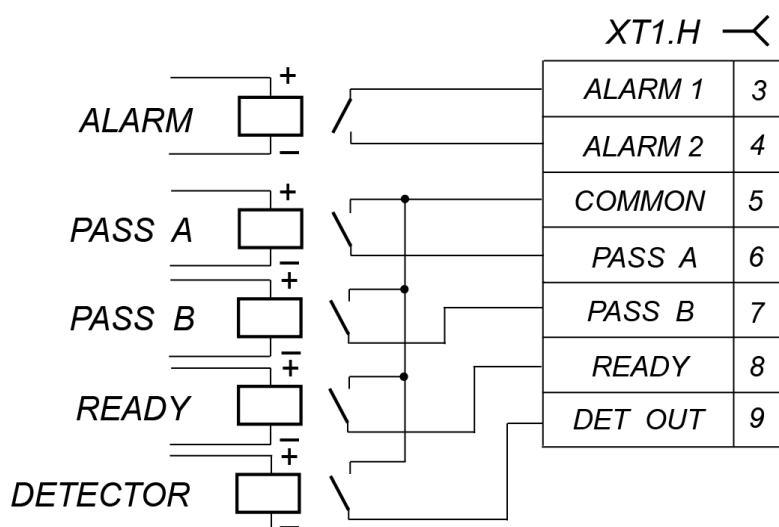 XT1.H
ALARM 1 3
ALARM 2 4
COMMON 5
PASS A 6
PASS B 7
READY 8
DET OUT 9
+
ALARM
−
+
PASS A
−
+
PASS B
−
+
READY
−
+
DETECTOR
−